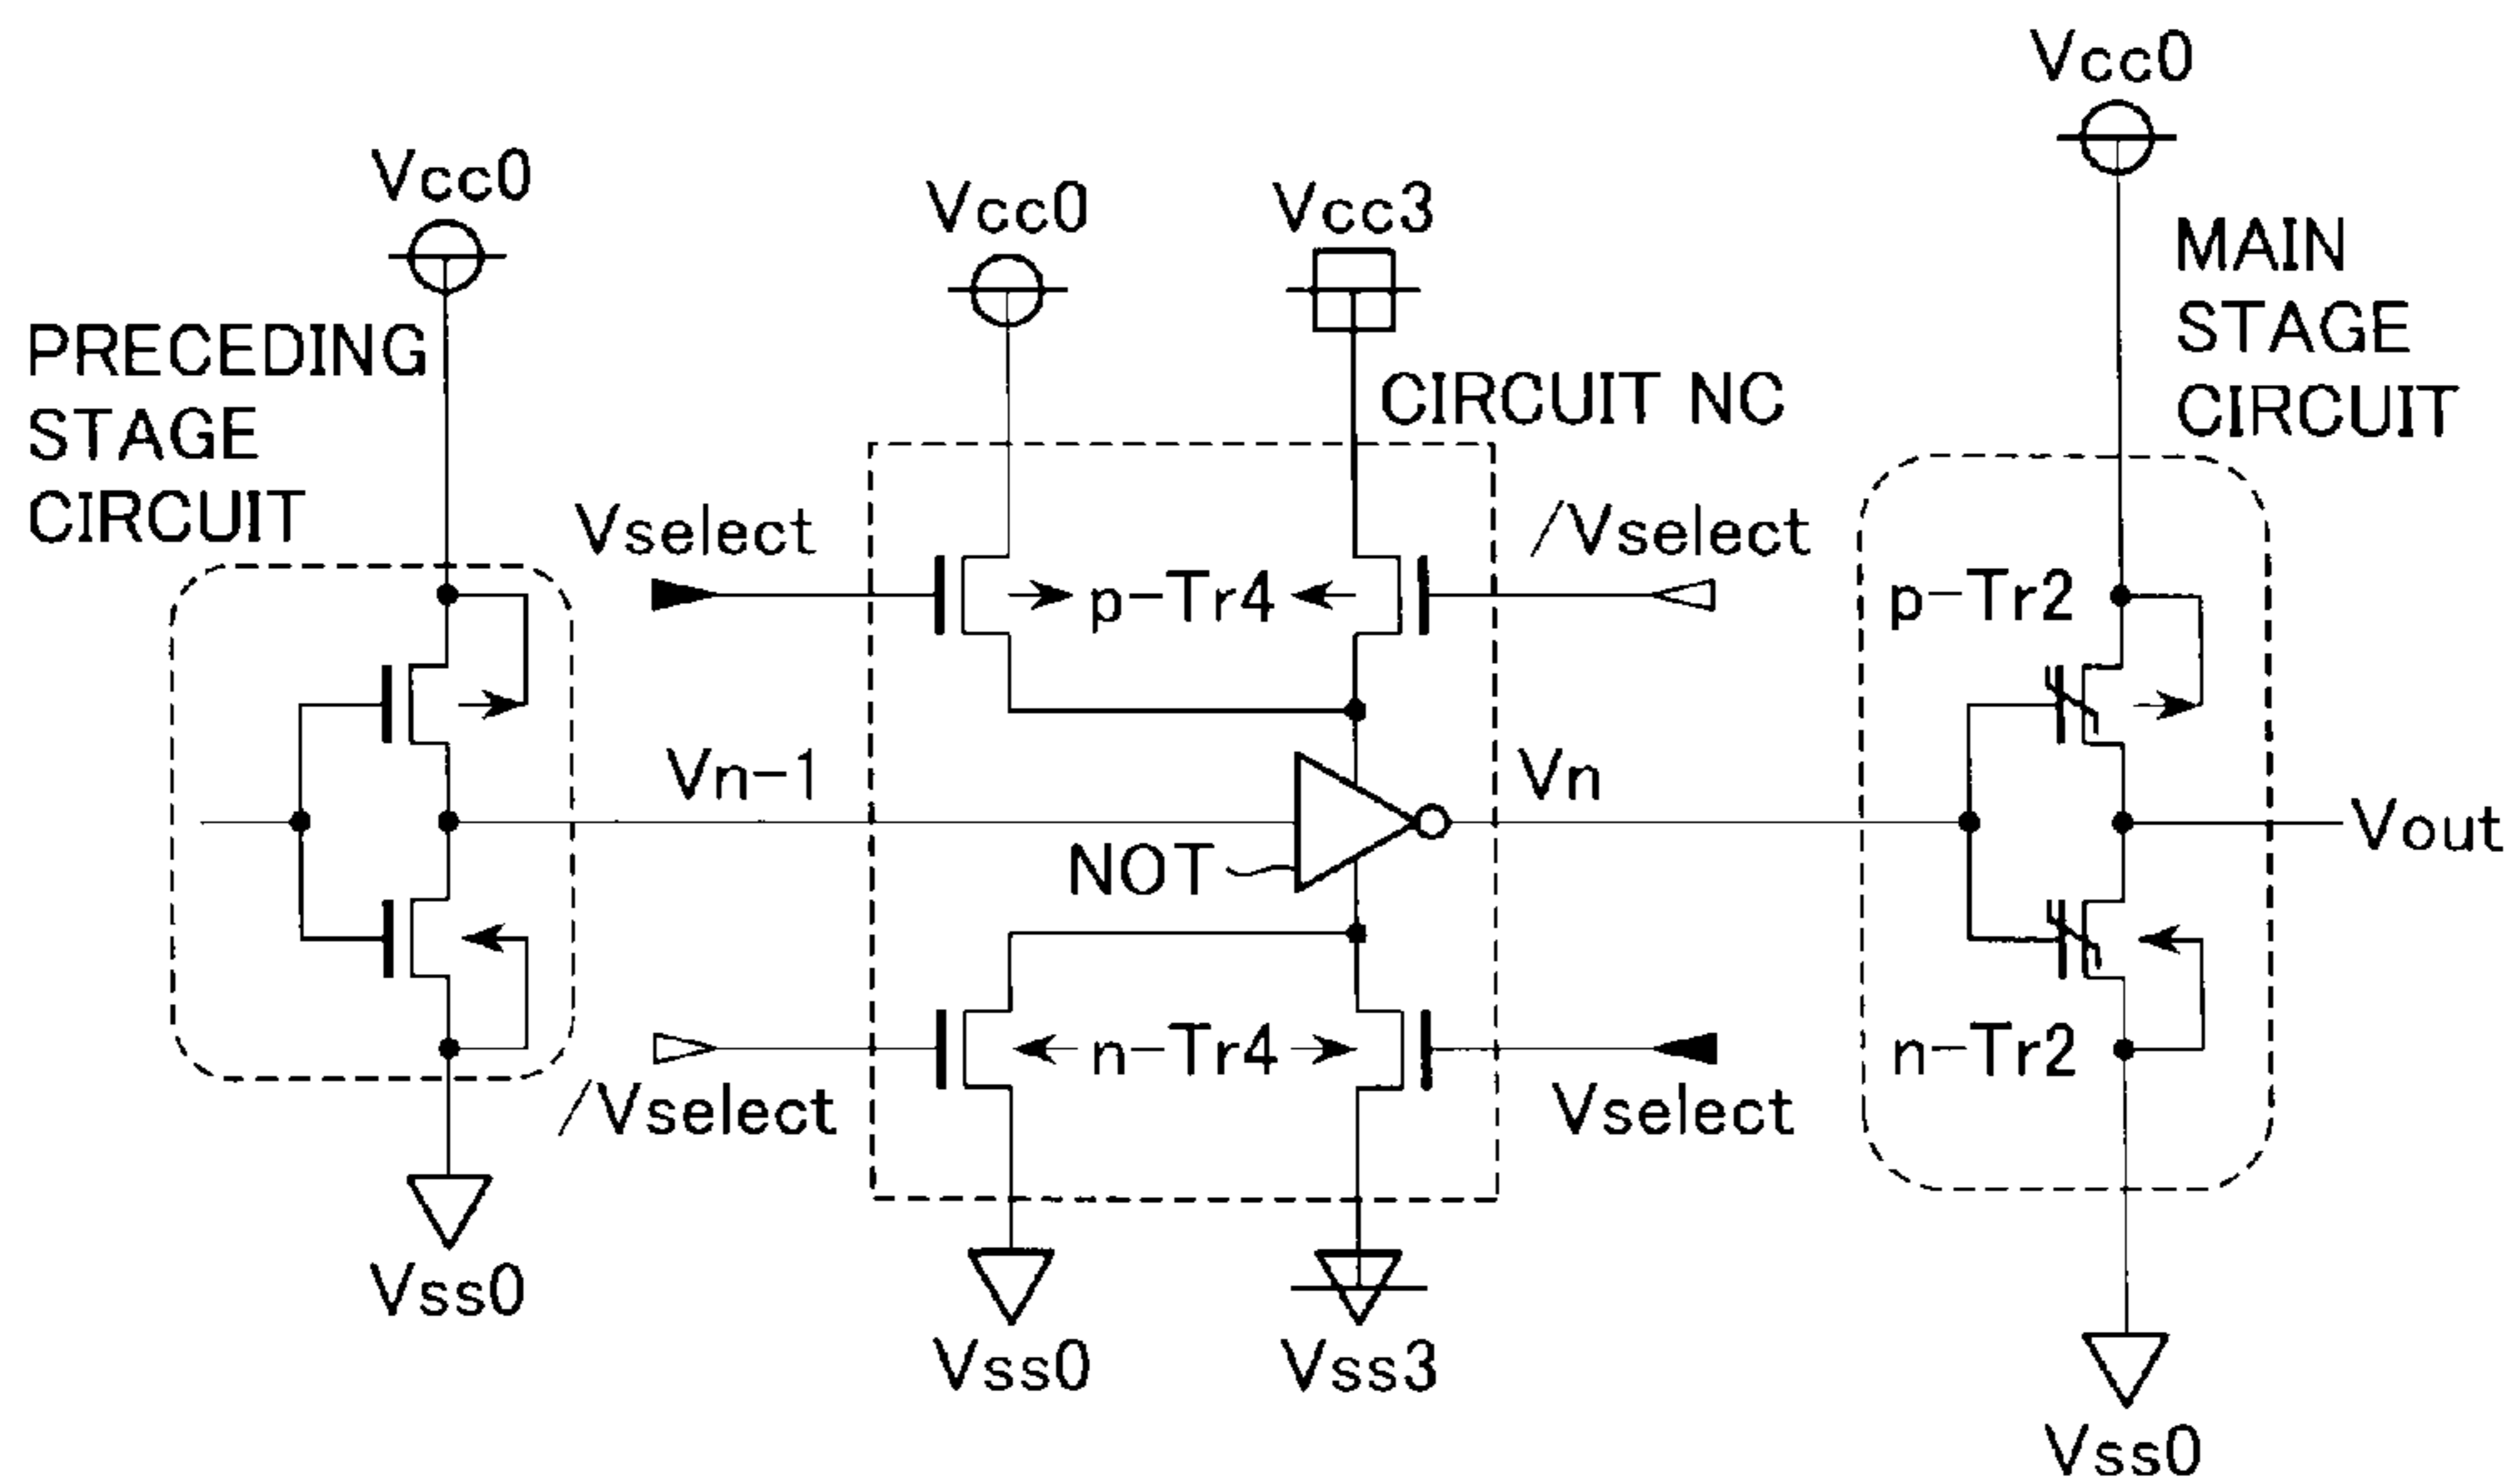 Vcc0
MAIN
STAGE
CIRCUIT
Vcc0
PRECEDING
STAGE
CIRCUIT
Vcc0
Vcc3
CIRCUIT NC
Vselect
/Vselect
p-Tr4
p-Tr2
Vn-1
Vn
Vout
NOT
n-Tr4
n-Tr2
/Vselect
Vselect
Vss0
Vss0
Vss3
Vss0